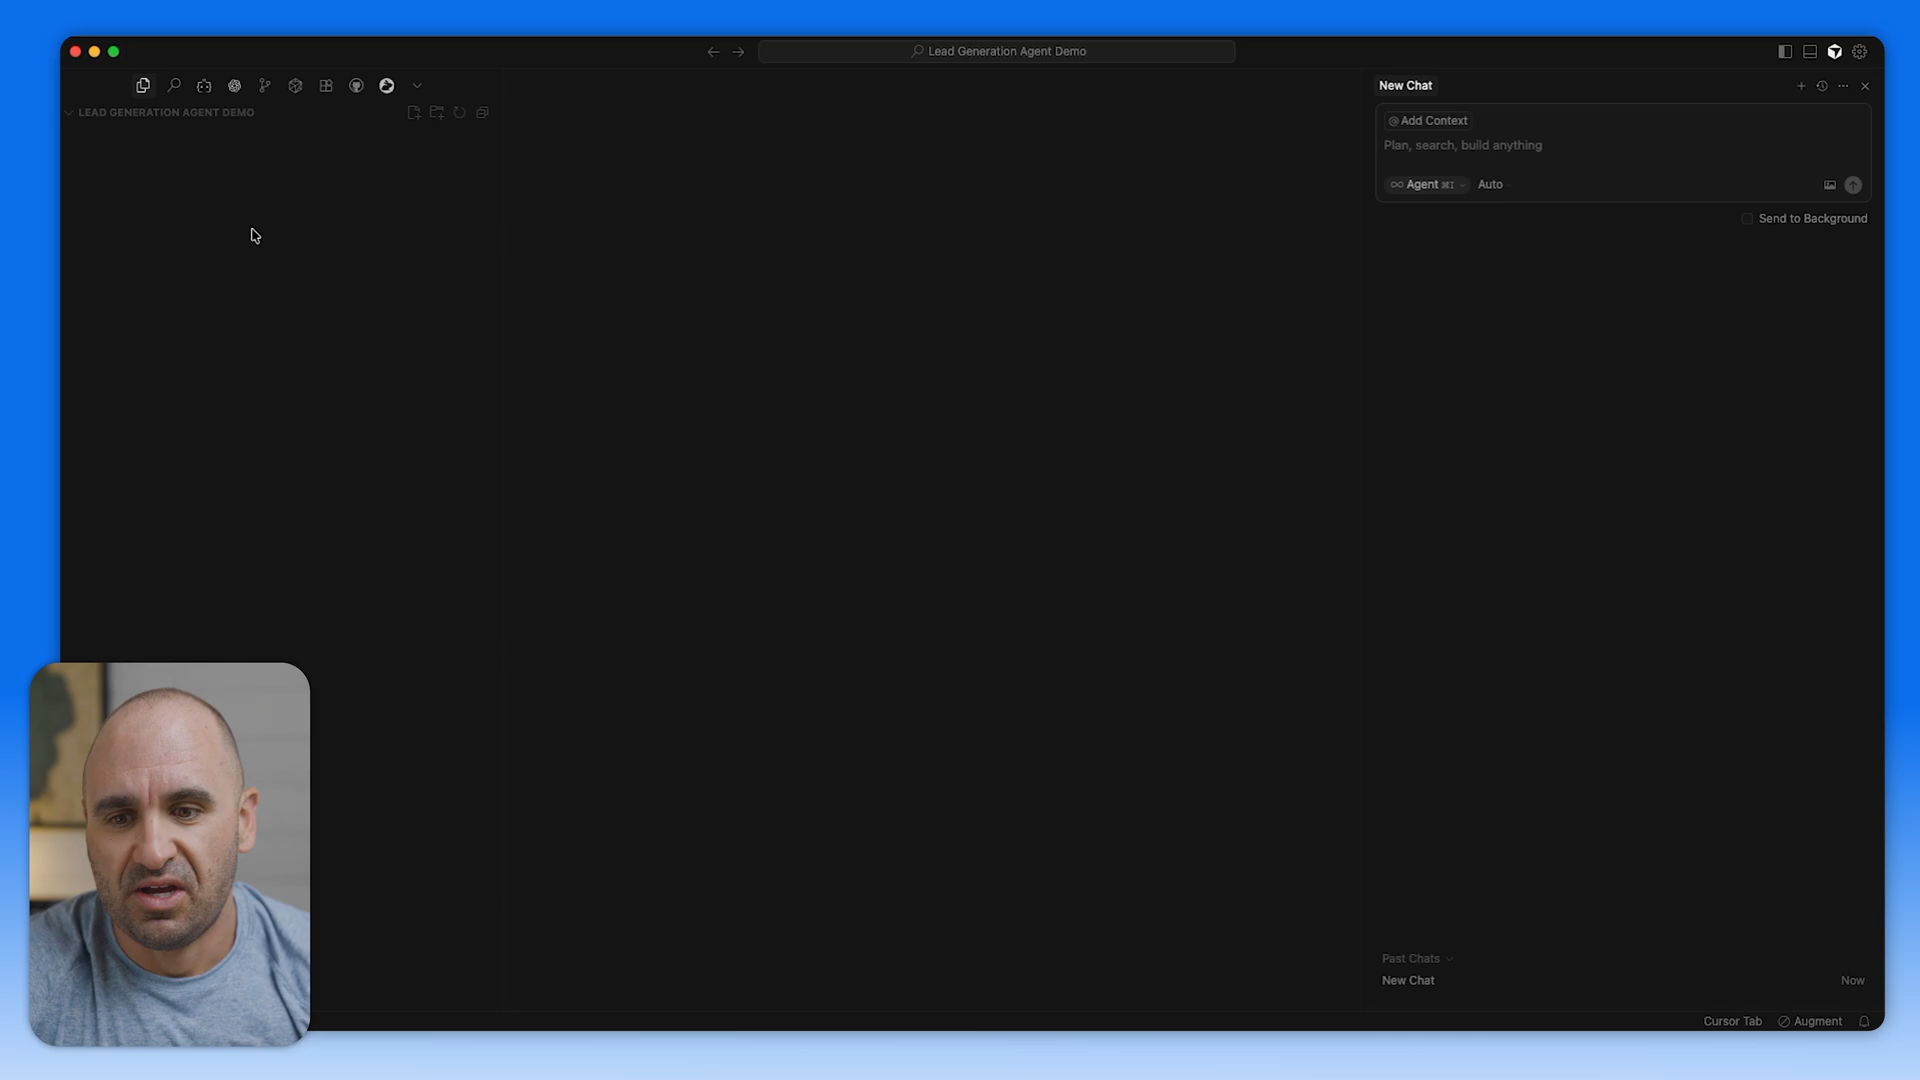 Lead Generation Agent Demo
LEAD GENERATION AGENT DEMO
New Chat
@ Add Context
Plan, search, build anything
∞ Agent ⌘I
Auto
Send to Background
Past Chats
New Chat
Now
Cursor Tab
Augment